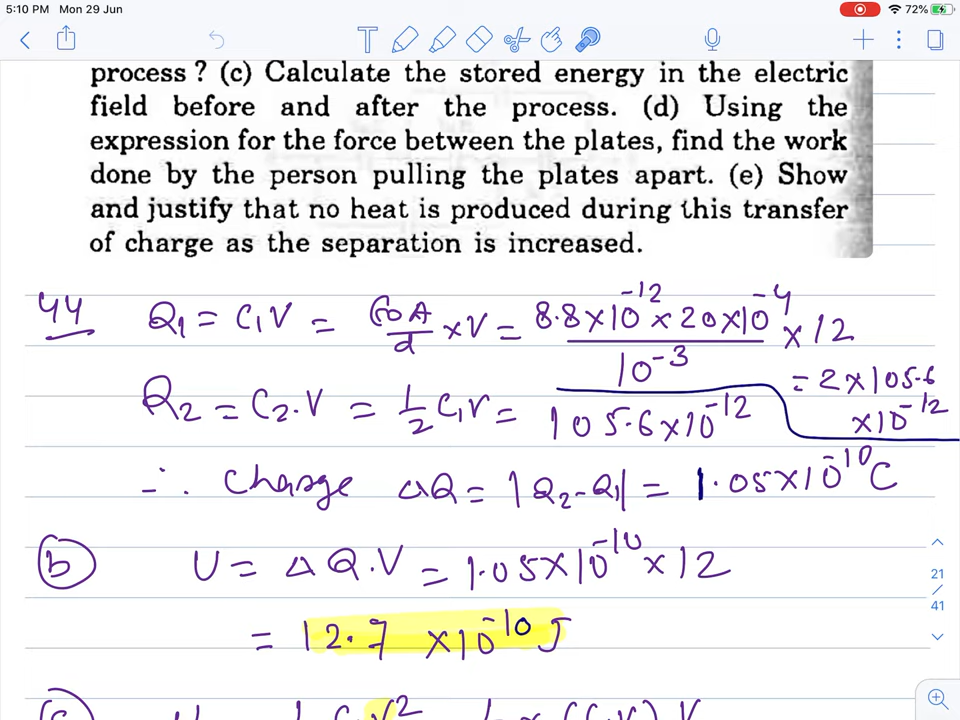 5:10 PM Mon 29 Jun 72%
process ? (c) Calculate the stored energy in the electric
field before and after the process. (d) Using the
expression for the force between the plates, find the work
done by the person pulling the plates apart. (e) Show
and justify that no heat is produced during this transfer
of charge as the separation is increased.
44 Q₁ = C₁V = ε₀A/d × V = 8.8×10⁻¹² × 20×10⁻⁴ / 10⁻³ × 12
= 2×105.6 ×10⁻¹²
Q₂ = C₂.V = 1/2 C₁V = 105.6×10⁻¹²
∴ Charge ΔQ = |Q₂-Q₁| = 1.05×10⁻¹⁰ C
(b) U = ΔQ.V = 1.05×10⁻¹⁰ × 12
= 12.7 ×10⁻¹⁰ J
21
/
41